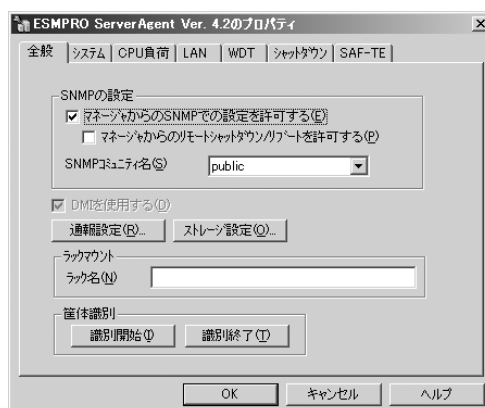 ESMPRO ServerAgent Ver. 4.2のプロパティ
全般 システム CPU負荷 LAN WDT シャットダウン SAF-TE
SNMPの設定
マネージャからのSNMPでの設定を許可する(E)
マネージャからのリモートシャットダウン/リブートを許可する(P)
SNMPコミュニティ名(S) public
DMIを使用する(D)
通報設定(R)... ストレージ設定(O)...
ラックマウント
ラック名(N)
筐体識別
識別開始(I) 識別終了(T)
OK キャンセル ヘルプ